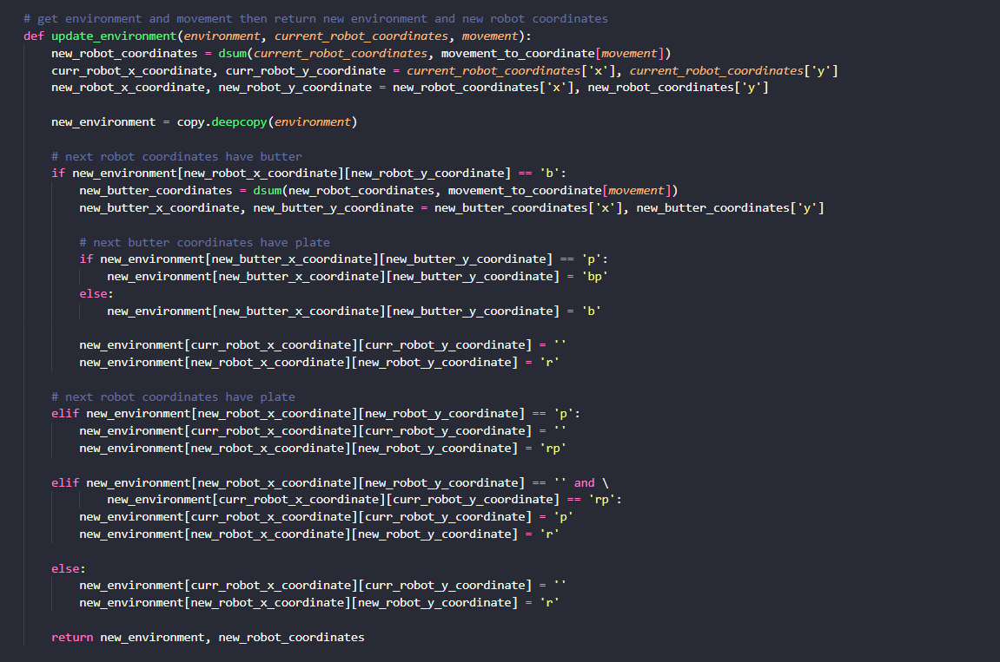 # get environment and movement then return new environment and new robot coordinates
def update_environment(environment, current_robot_coordinates, movement):
    new_robot_coordinates = dsum(current_robot_coordinates, movement_to_coordinate[movement])
    curr_robot_x_coordinate, curr_robot_y_coordinate = current_robot_coordinates['x'], current_robot_coordinates['y']
    new_robot_x_coordinate, new_robot_y_coordinate = new_robot_coordinates['x'], new_robot_coordinates['y']

    new_environment = copy.deepcopy(environment)

    # next robot coordinates have butter
    if new_environment[new_robot_x_coordinate][new_robot_y_coordinate] == 'b':
        new_butter_coordinates = dsum(new_robot_coordinates, movement_to_coordinate[movement])
        new_butter_x_coordinate, new_butter_y_coordinate = new_butter_coordinates['x'], new_butter_coordinates['y']

        # next butter coordinates have plate
        if new_environment[new_butter_x_coordinate][new_butter_y_coordinate] == 'p':
            new_environment[new_butter_x_coordinate][new_butter_y_coordinate] = 'bp'
        else:
            new_environment[new_butter_x_coordinate][new_butter_y_coordinate] = 'b'

        new_environment[curr_robot_x_coordinate][curr_robot_y_coordinate] = ''
        new_environment[new_robot_x_coordinate][new_robot_y_coordinate] = 'r'

    # next robot coordinates have plate
    elif new_environment[new_robot_x_coordinate][new_robot_y_coordinate] == 'p':
        new_environment[curr_robot_x_coordinate][curr_robot_y_coordinate] = ''
        new_environment[new_robot_x_coordinate][new_robot_y_coordinate] = 'rp'

    elif new_environment[new_robot_x_coordinate][new_robot_y_coordinate] == '' and \
            new_environment[curr_robot_x_coordinate][curr_robot_y_coordinate] == 'rp':
        new_environment[curr_robot_x_coordinate][curr_robot_y_coordinate] = 'p'
        new_environment[new_robot_x_coordinate][new_robot_y_coordinate] = 'r'

    else:
        new_environment[curr_robot_x_coordinate][curr_robot_y_coordinate] = ''
        new_environment[new_robot_x_coordinate][new_robot_y_coordinate] = 'r'

    return new_environment, new_robot_coordinates